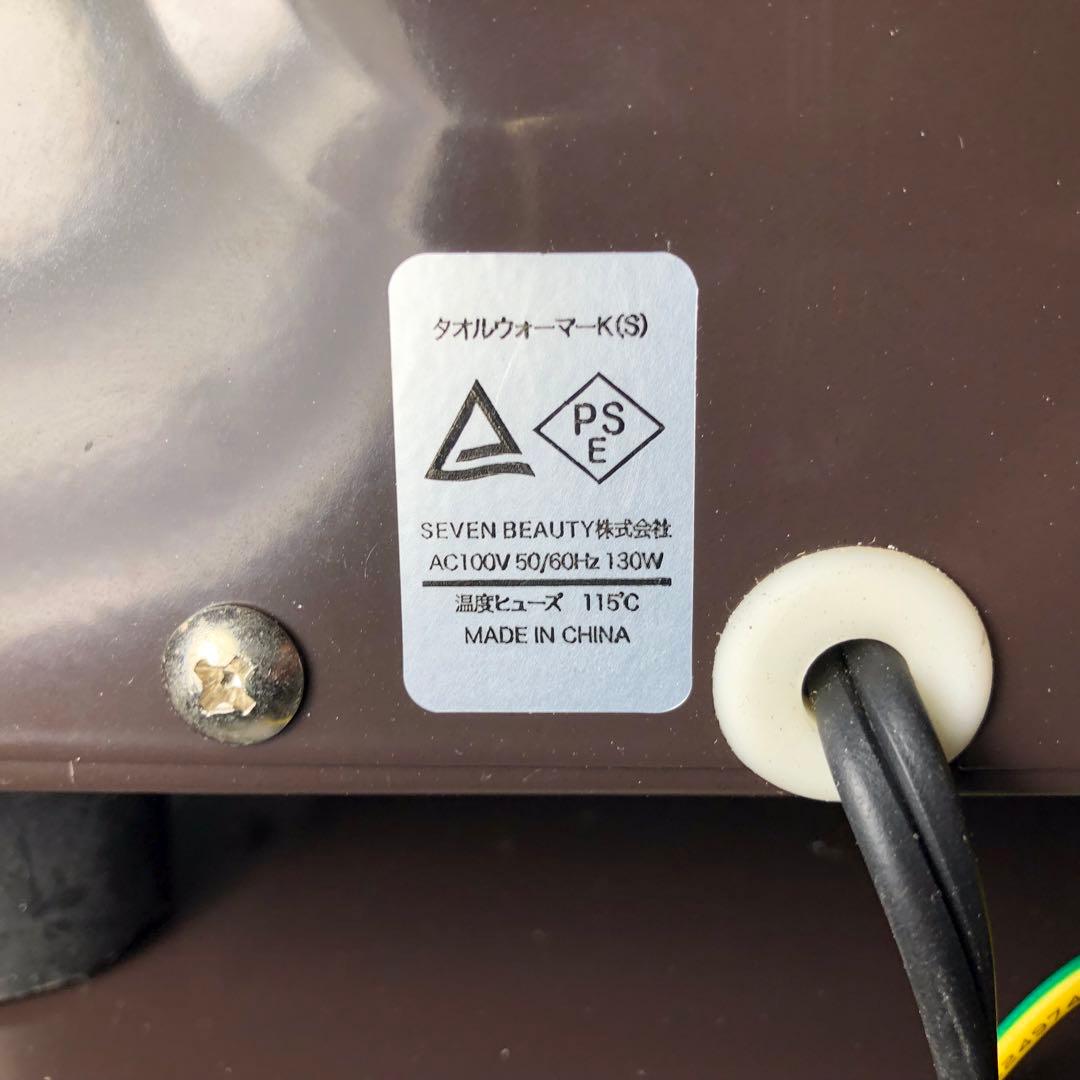 タオルウォーマーK(S)
PS
E
SEVEN BEAUTY株式会社
AC100V 50/60Hz 130W
温度ヒューズ 115℃
MADE IN CHINA
24974